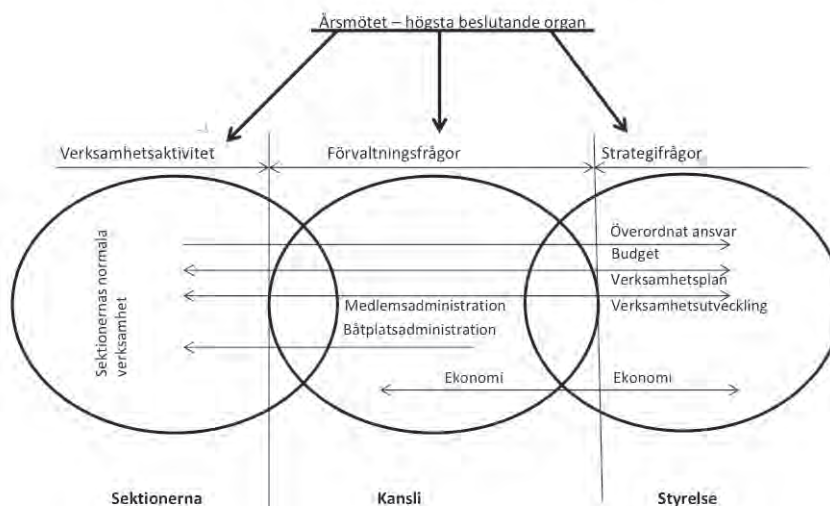 Årsmötet – högsta beslutande organ
Verksamhetsaktivitet
Förvaltningsfrågor
Strategifrågor
Sektionernas normala
verksamhet
Överordnat ansvar
Budget
Verksamhetsplan
Medlemsadministration
Verksamhetsutveckling
Båtplatsadministration
Ekonomi
Ekonomi
Sektionerna
Kansli
Styrelse